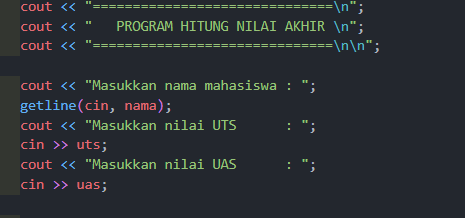 cout << "==============================\n";
cout << "   PROGRAM HITUNG NILAI AKHIR \n";
cout << "==============================\n\n";
cout << "Masukkan nama mahasiswa : ";
getline(cin, nama);
cout << "Masukkan nilai UTS      : ";
cin >> uts;
cout << "Masukkan nilai UAS      : ";
cin >> uas;